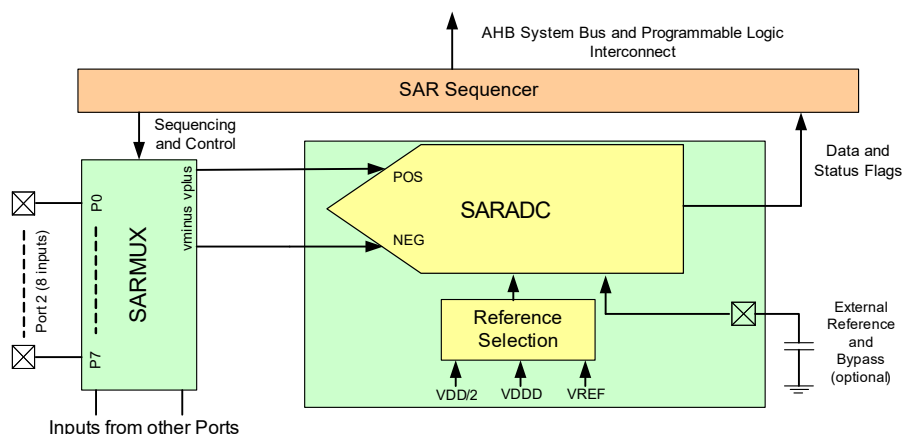 AHB System Bus and Programmable Logic
Interconnect
SAR Sequencer
Sequencing
and Control
Data and
Status Flags
vminus vplus
POS
NEG
SARADC
P0
P7
Port 2 (8 inputs)
SARMUX
Reference
Selection
External
Reference
and
Bypass
(optional)
VDD/2
VDDD
VREF
Inputs from other Ports